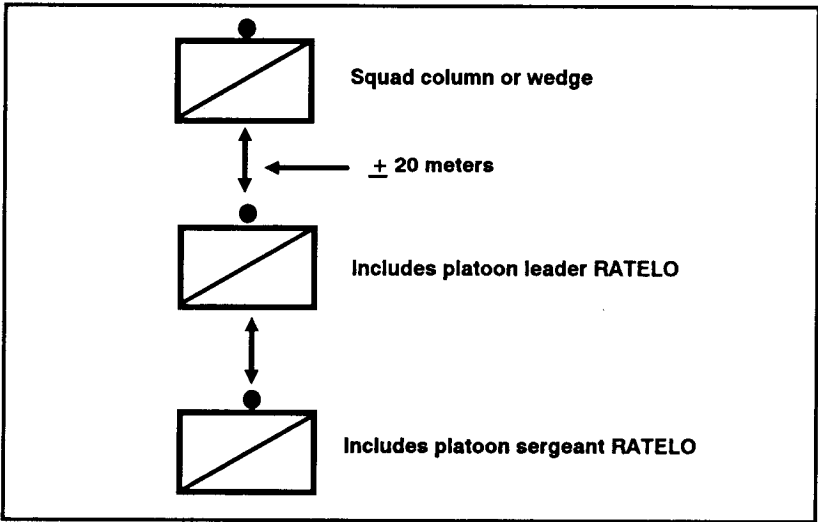 Squad column or wedge
± 20 meters
Includes platoon leader RATELO
Includes platoon sergeant RATELO